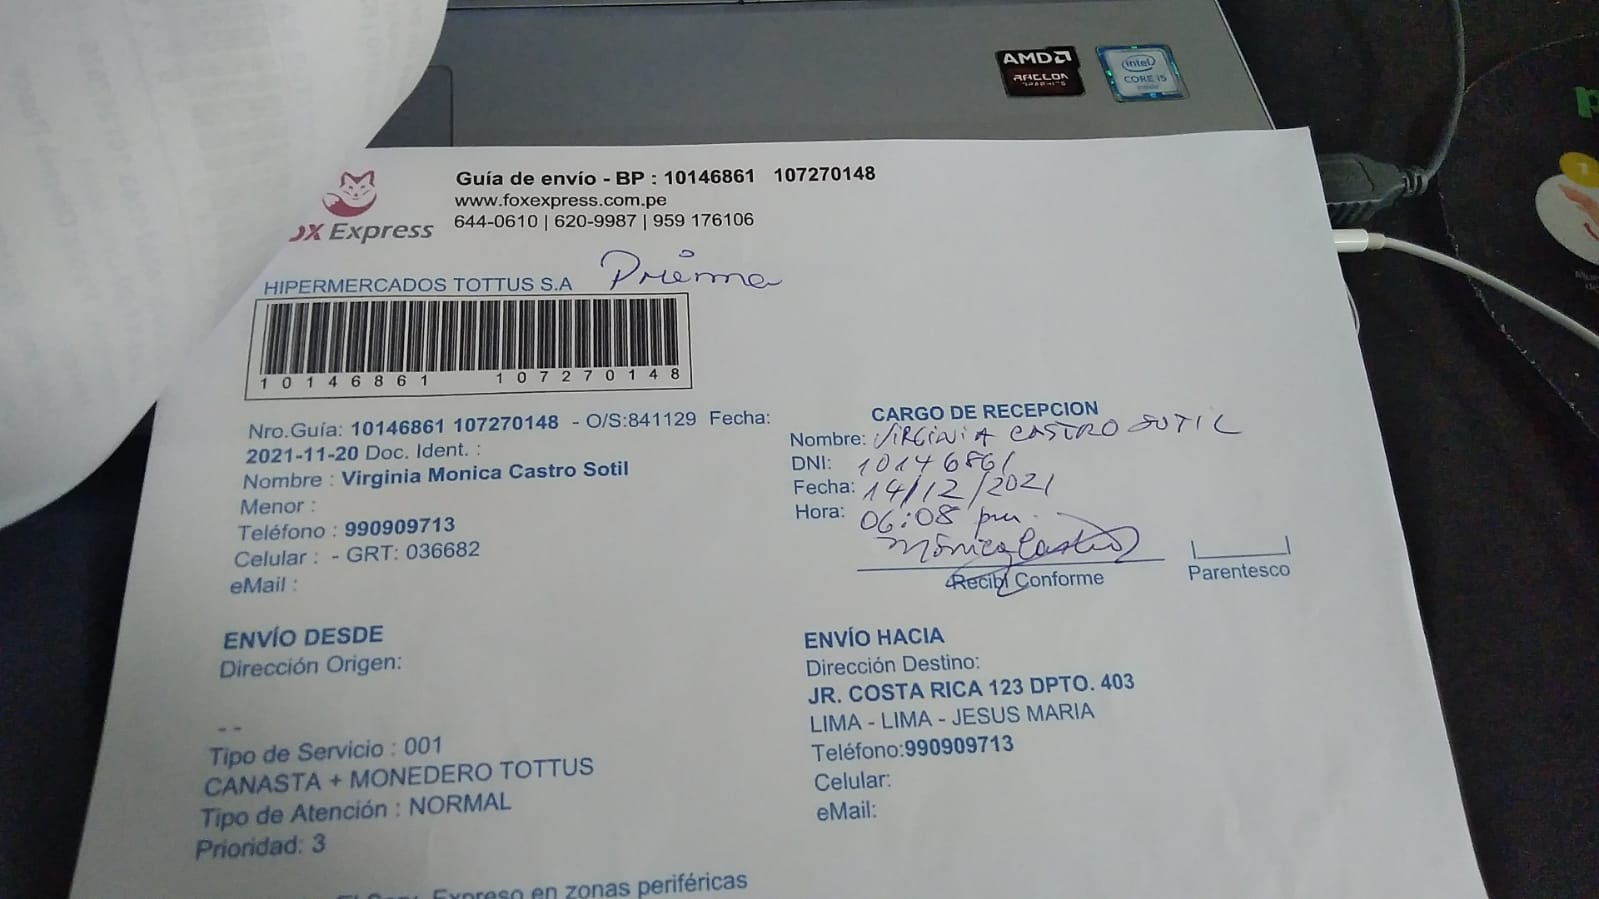 AMD
RADEON
GRAPHICS
intel
CORE i5
inside
Guía de envío - BP : 10146861 107270148
www.foxexpress.com.pe
644-0610 | 620-9987 | 959 176106
OX Express
HIPERMERCADOS TOTTUS S.A
10146861 107270148
Nro.Guía: 10146861 107270148 - O/S:841129 Fecha:
2021-11-20 Doc. Ident. :
Nombre : Virginia Monica Castro Sotil
Menor :
Teléfono : 990909713
Celular : - GRT: 036682
eMail :
CARGO DE RECEPCION
Nombre: VIRGINIA CASTRO SOTIL
DNI: 10146861
Fecha: 14/12/2021
Hora: 06:08 pm.
Mónica Castro
Recibí Conforme
Parentesco
ENVÍO DESDE
Dirección Origen:
- -
Tipo de Servicio : 001
CANASTA + MONEDERO TOTTUS
Tipo de Atención : NORMAL
Prioridad: 3
ENVÍO HACIA
Dirección Destino:
JR. COSTA RICA 123 DPTO. 403
LIMA - LIMA - JESUS MARIA
Teléfono:990909713
Celular:
eMail:
Expreso en zonas periféricas